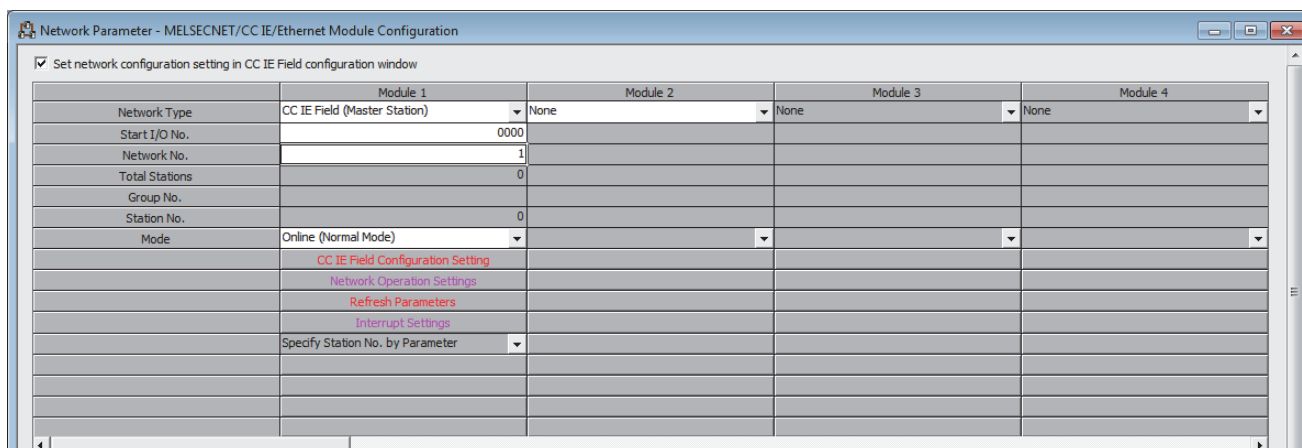 Network Parameter - MELSECNET/CC IE/Ethernet Module Configuration
Set network configuration setting in CC IE Field configuration window
Module 1 Module 2 Module 3 Module 4
Network Type CC IE Field (Master Station) None None None
Start I/O No. 0000
Network No. 1
Total Stations 0
Group No.
Station No. 0
Mode Online (Normal Mode)
CC IE Field Configuration Setting
Network Operation Settings
Refresh Parameters
Interrupt Settings
Specify Station No. by Parameter